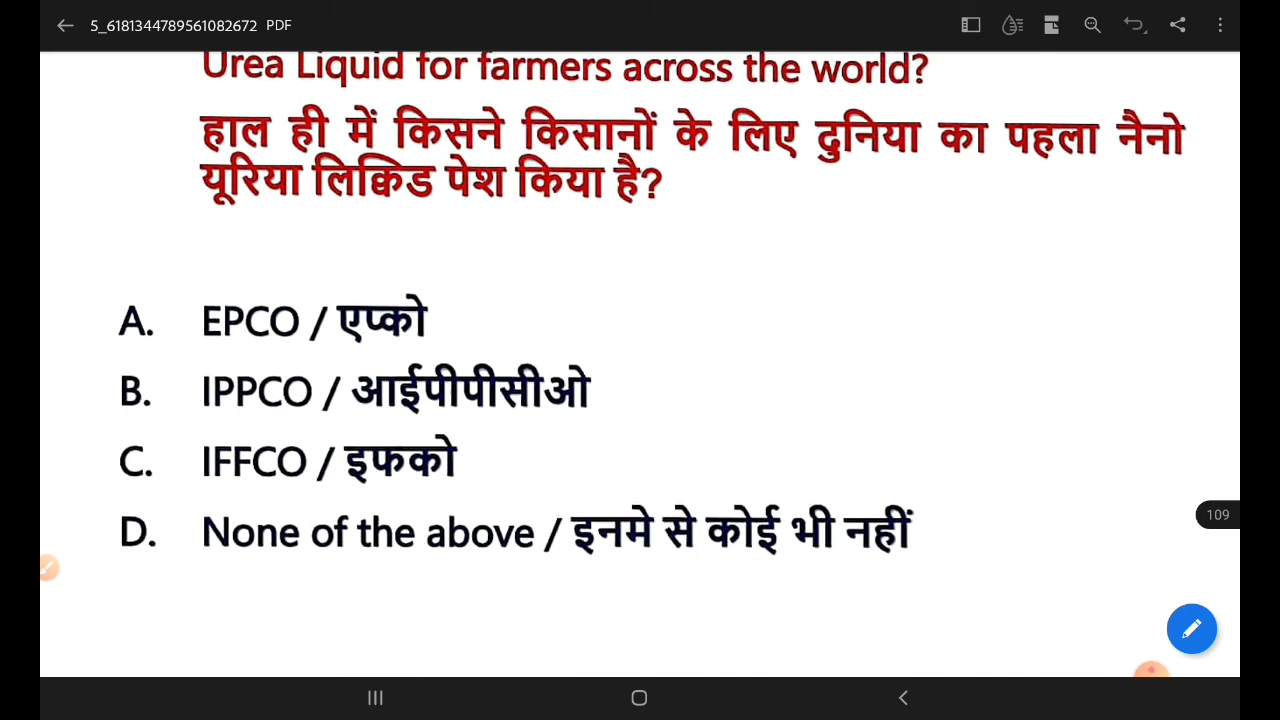 5_6181344789561082672 PDF
Urea Liquid for farmers across the world?
हाल ही में किसने किसानों के लिए दुनिया का पहला नैनो
यूरिया लिक्विड पेश किया है?
A. EPCO / एप्को
B. IPPCO / आईपीपीसीओ
C. IFFCO / इफको
D. None of the above / इनमे से कोई भी नहीं
109